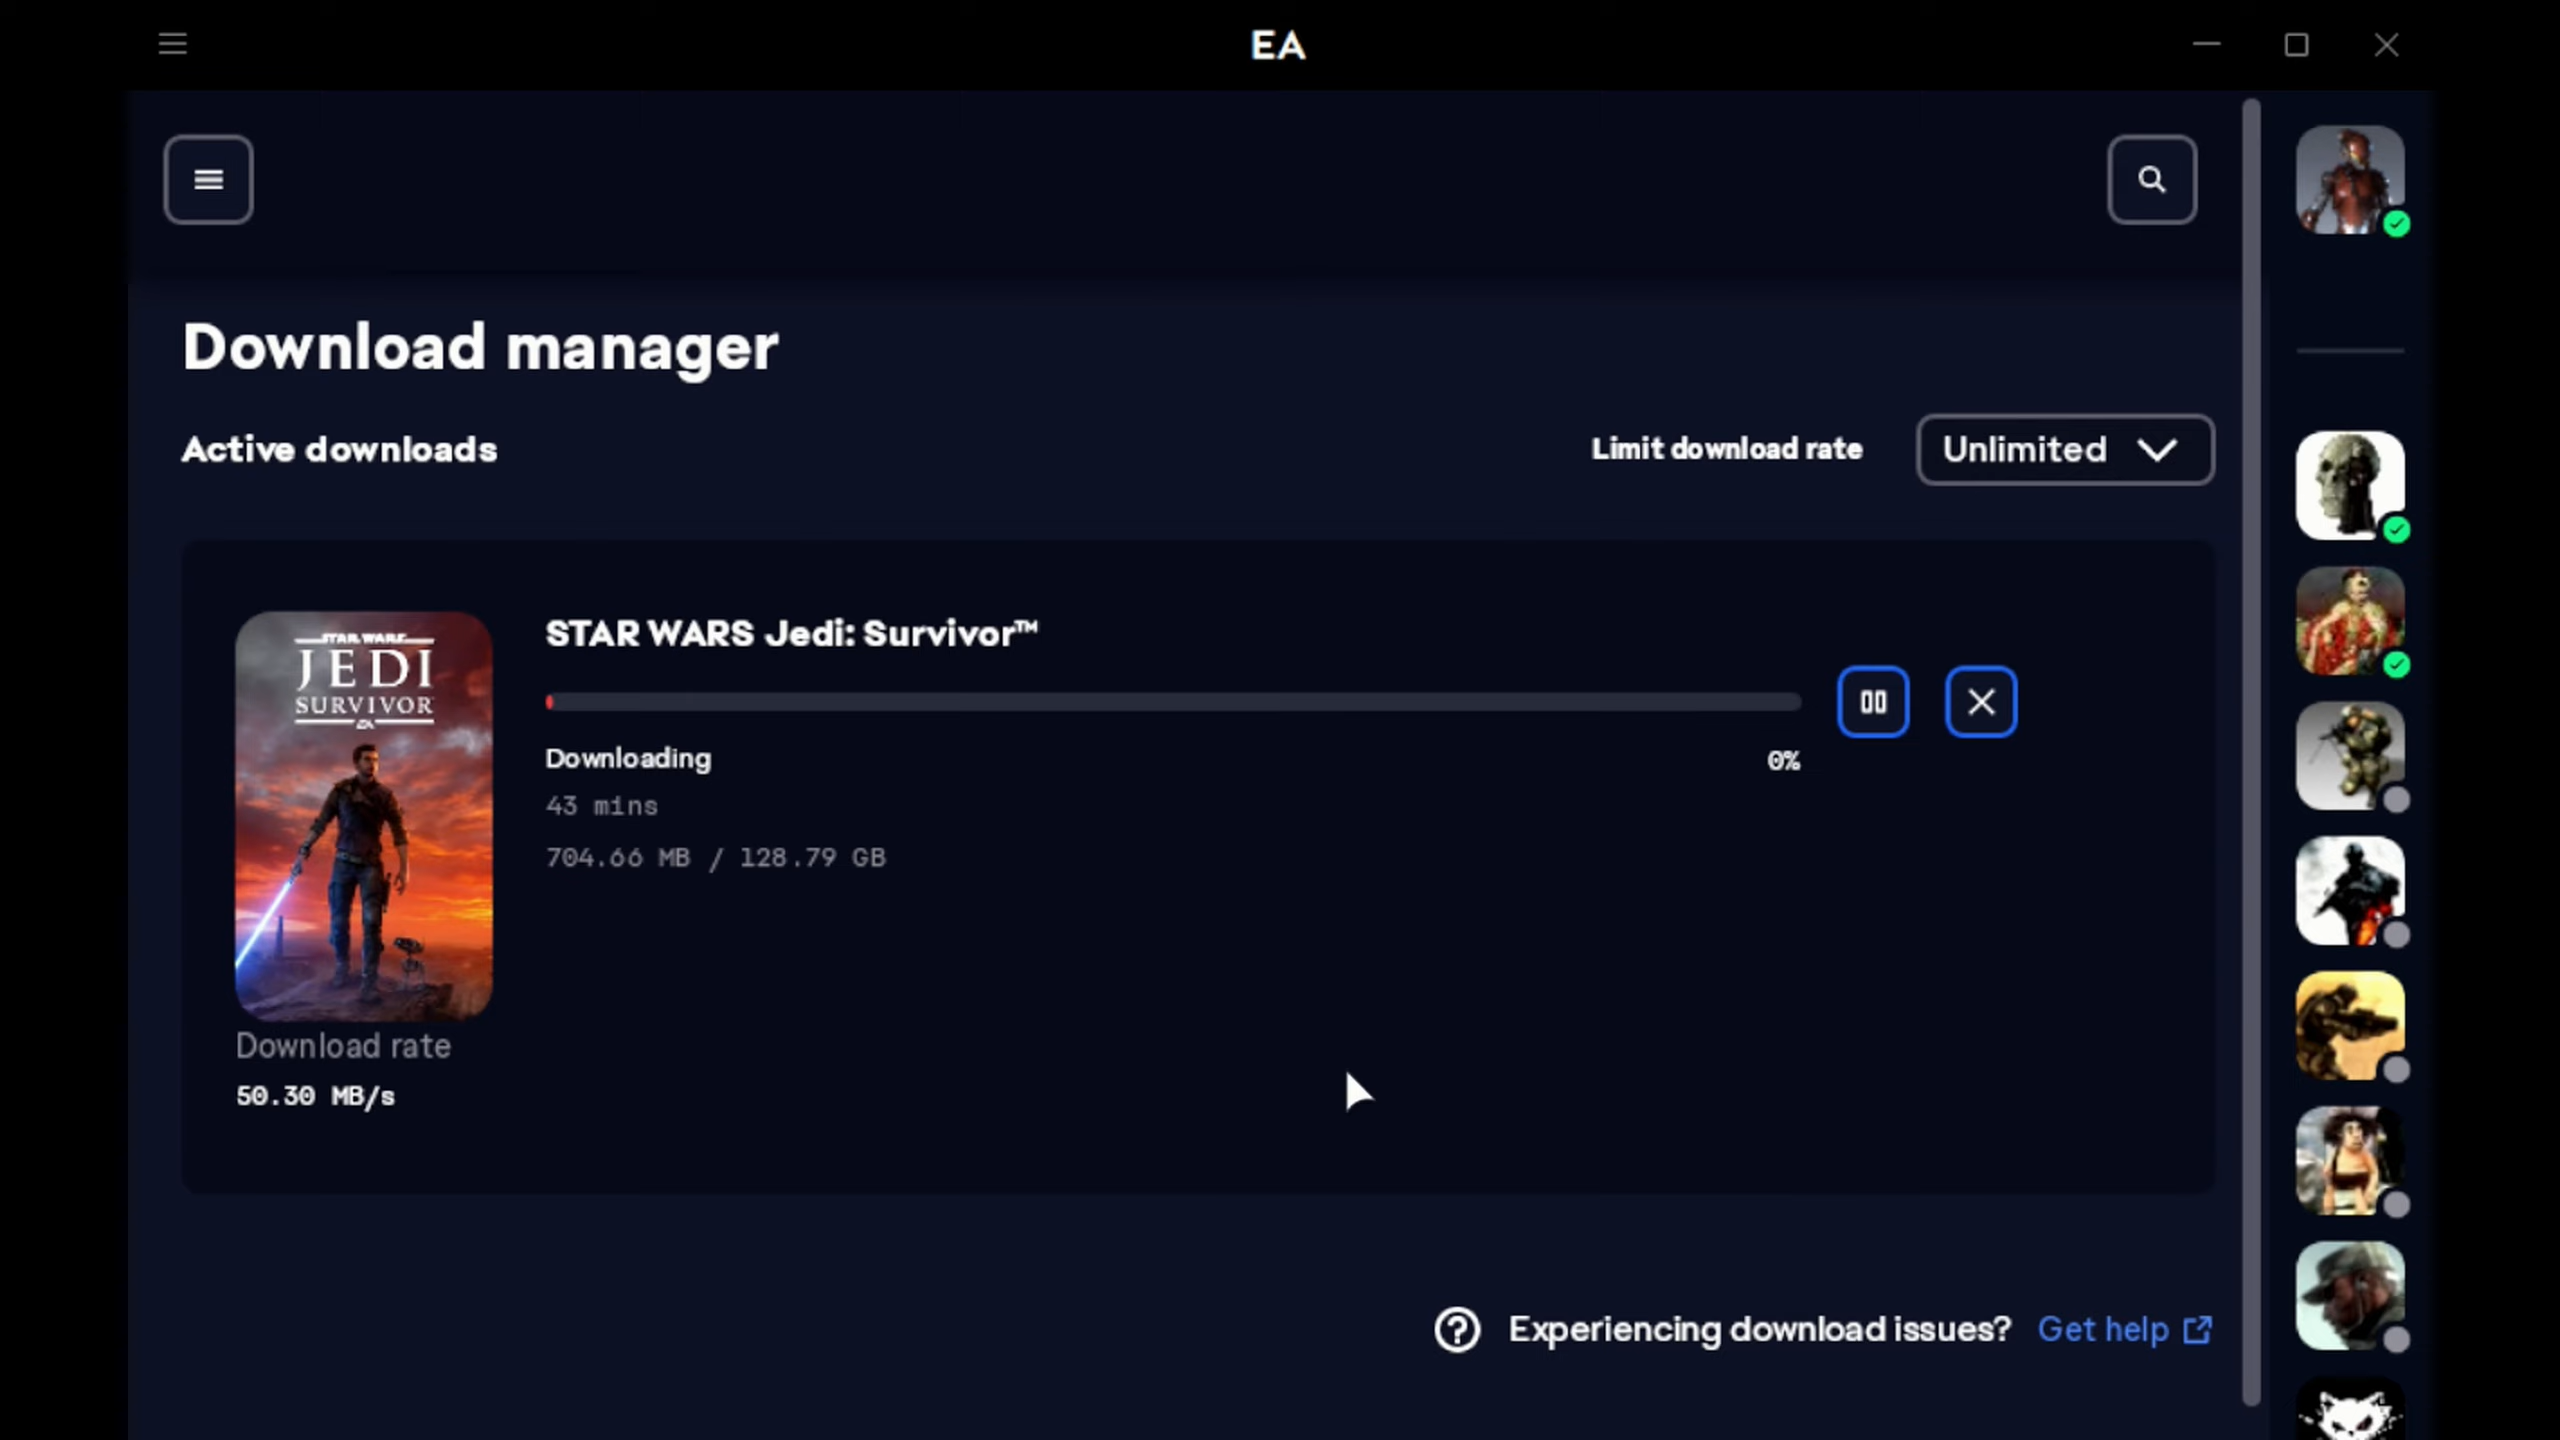 EA
Download manager
Active downloads
Limit download rate
Unlimited
STAR WARS
JEDI
SURVIVOR
EA
STAR WARS Jedi: Survivor™
Downloading
0%
43 mins
704.66 MB / 128.79 GB
Download rate
50.30 MB/s
Experiencing download issues? Get help